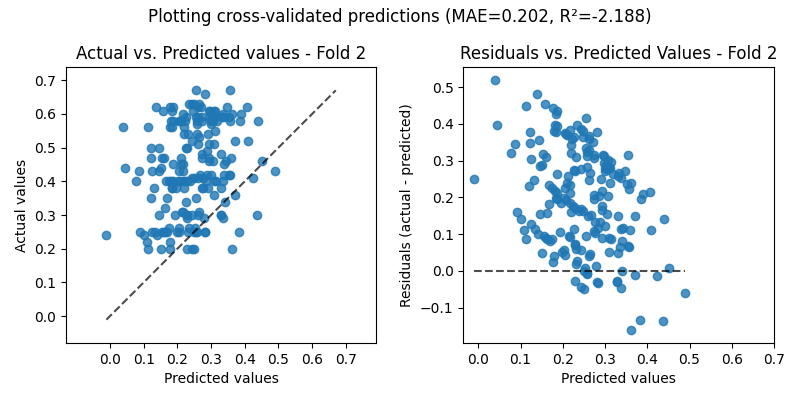 Plotting cross-validated predictions (MAE=0.202, R²=-2.188)
Actual vs. Predicted values - Fold 2
Actual values
0.7
0.6
0.5
0.4
0.3
0.2
0.1
0.0
0.0 0.1 0.2 0.3 0.4 0.5 0.6 0.7
Predicted values
Residuals vs. Predicted Values - Fold 2
Residuals (actual - predicted)
0.5
0.4
0.3
0.2
0.1
0.0
−0.1
0.0 0.1 0.2 0.3 0.4 0.5 0.6 0.7
Predicted values